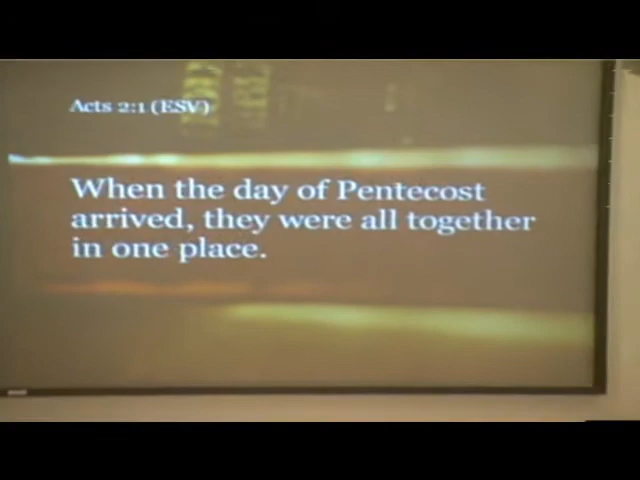 Acts 2:1 (ESV)
When the day of Pentecost
arrived, they were all together
in one place.